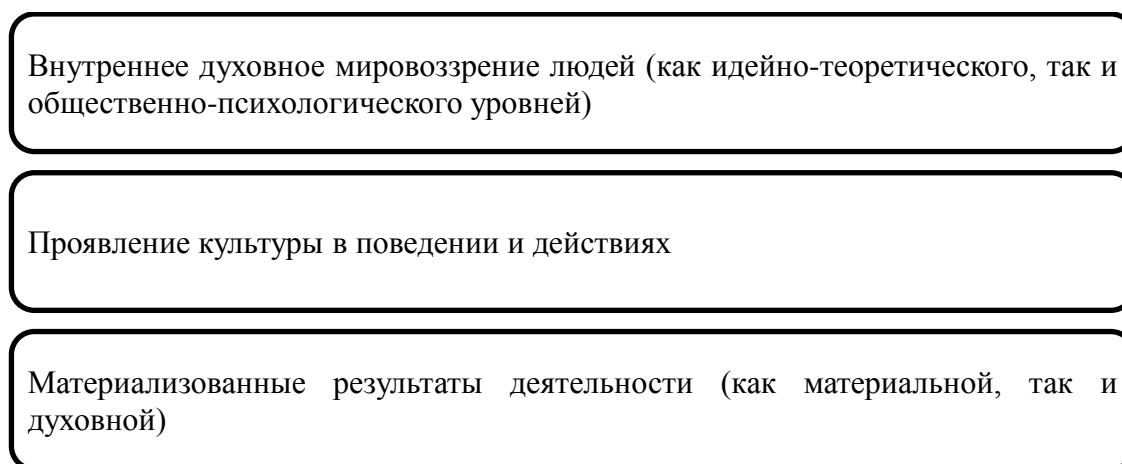 Внутреннее духовное мировоззрение людей (как идейно-теоретического, так и
общественно-психологического уровней)
Проявление культуры в поведении и действиях
Материализованные результаты деятельности (как материальной, так и
духовной)